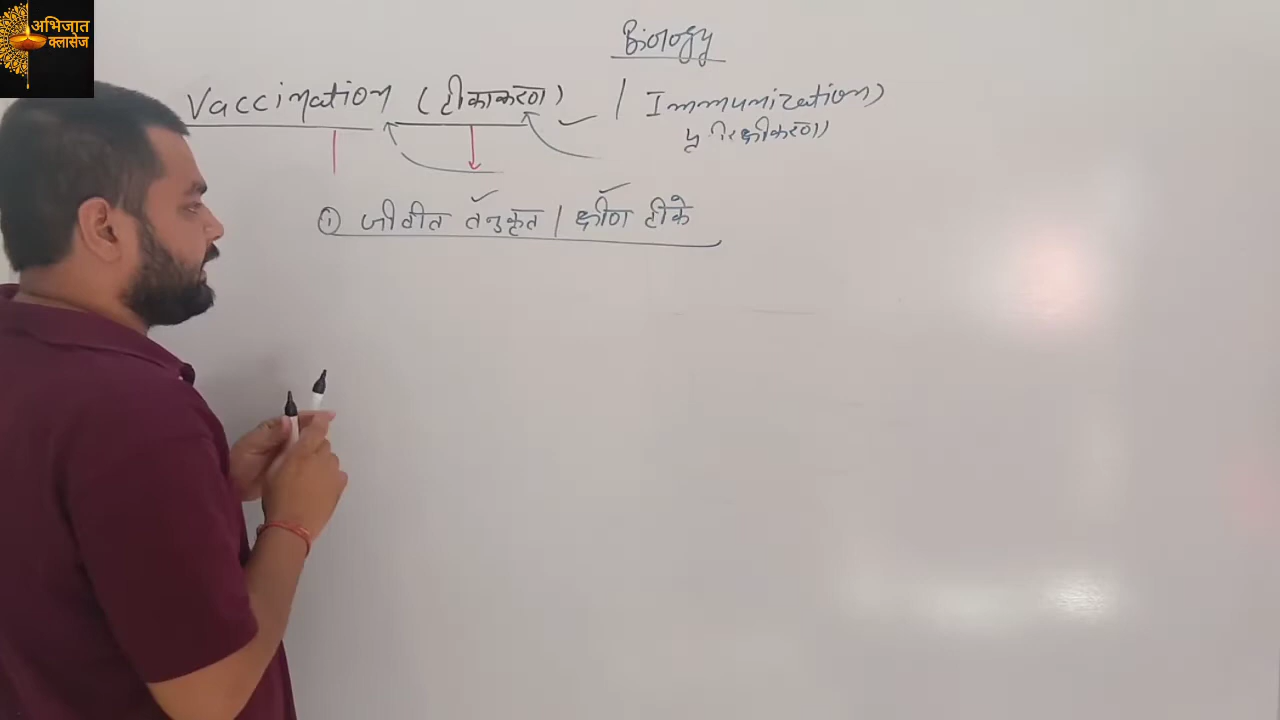 अभिजात
क्लासेज
Biology
Vaccination (टीकाकरण) / Immunization)
प्रतिरक्षीकरण)
① जीवीत तनुकृत / क्षीण टीके